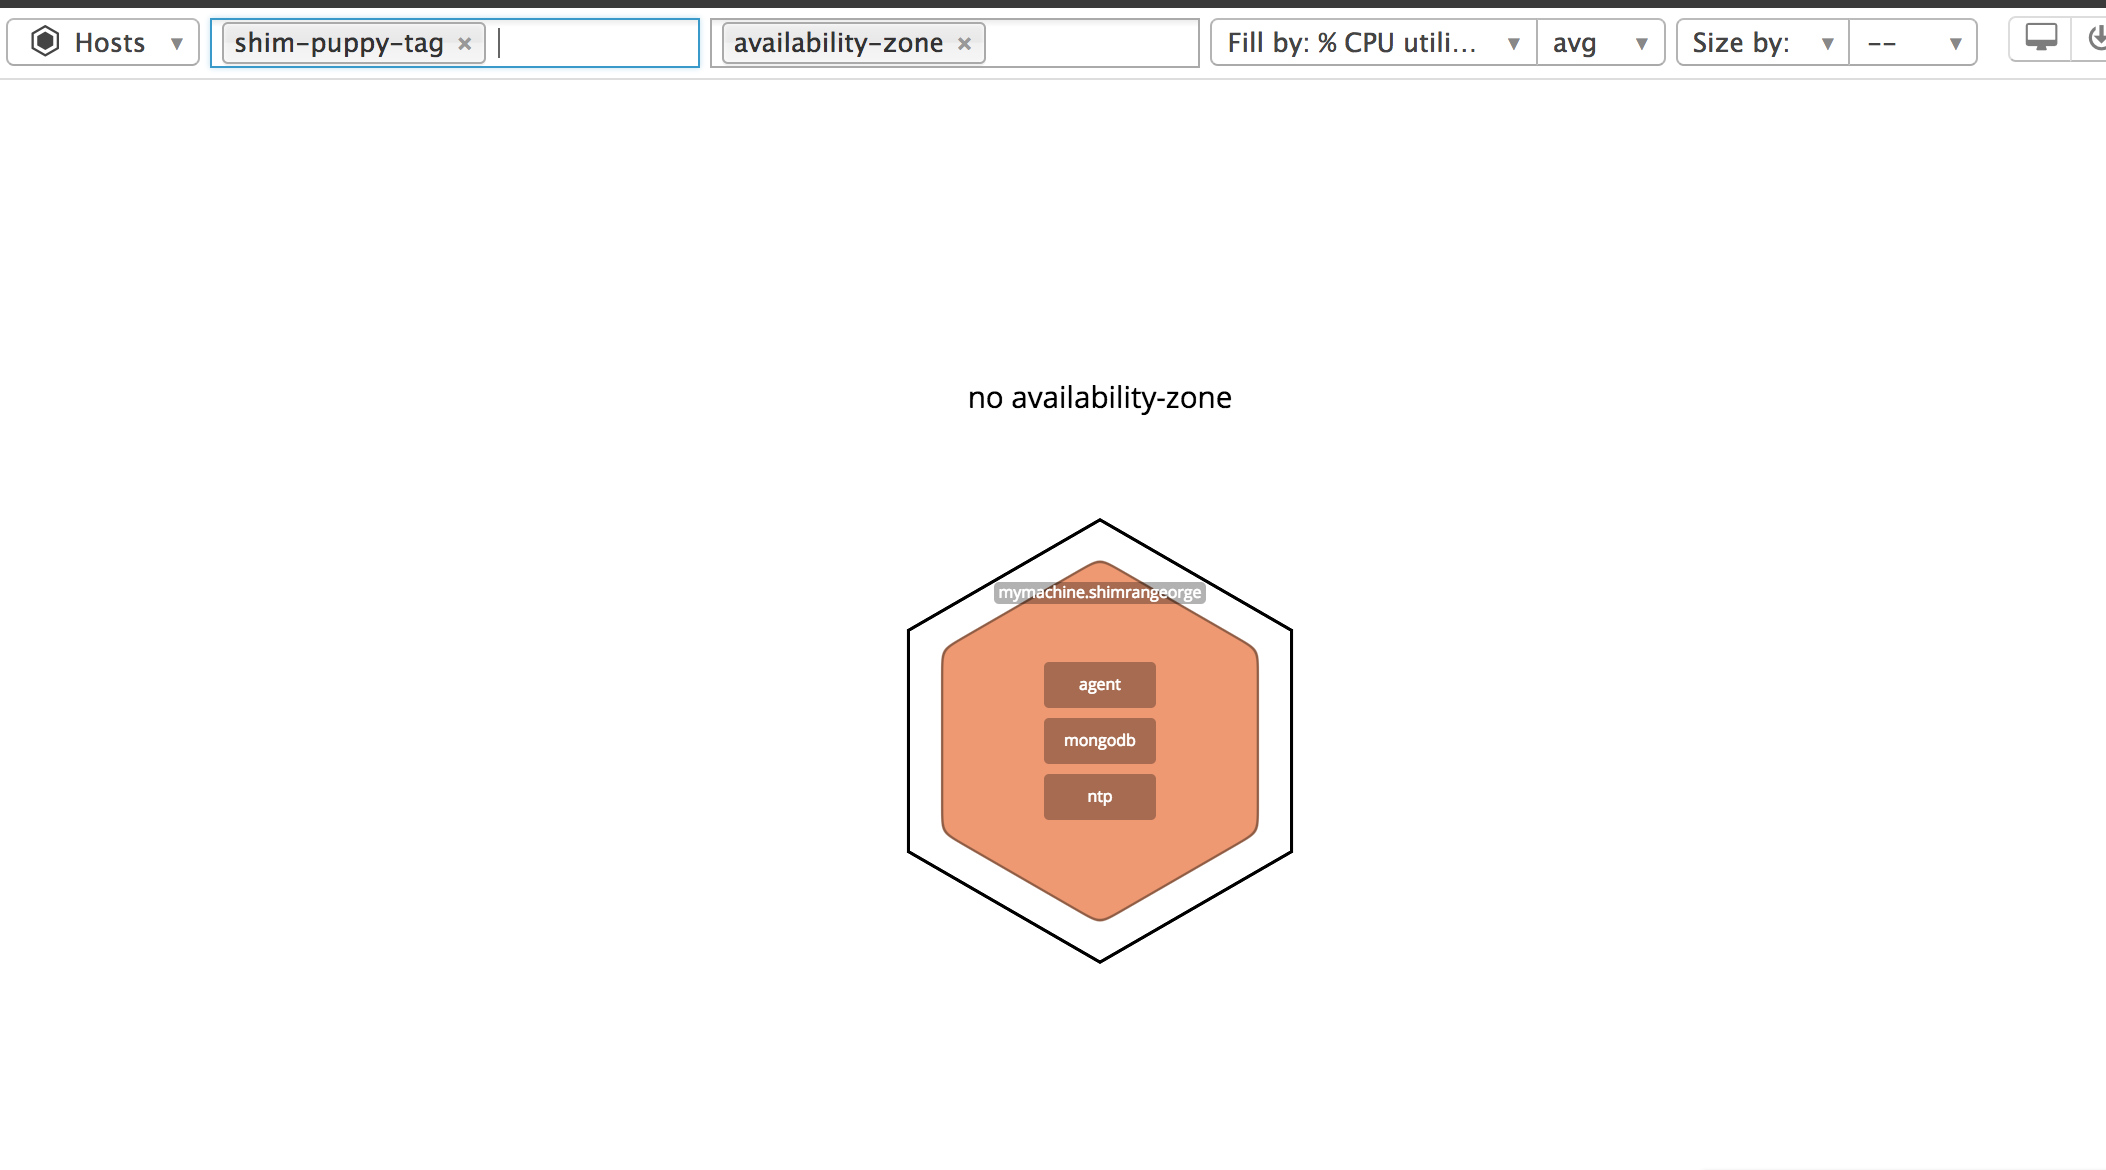 Hosts shim-puppy-tag × availability-zone × Fill by: % CPU utili... avg Size by: --
no availability-zone
mymachine.shimrangeorge
agent
mongodb
ntp